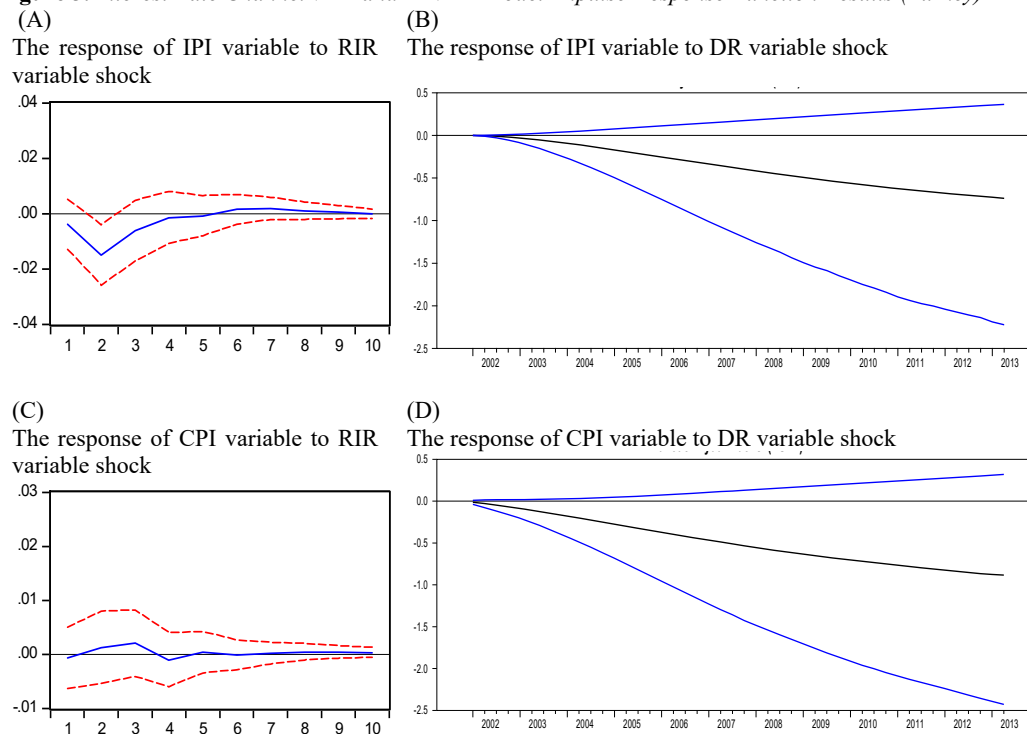 (A)
The response of IPI variable to RIR
variable shock
.04
.02
.00
-.02
-.04
1 2 3 4 5 6 7 8 9 10
(B)
The response of IPI variable to DR variable shock
0.5
0.0
-0.5
-1.0
-1.5
-2.0
-2.5
2002 2003 2004 2005 2006 2007 2008 2009 2010 2011 2012 2013
(C)
The response of CPI variable to RIR
variable shock
.03
.02
.01
.00
-.01
1 2 3 4 5 6 7 8 9 10
(D)
The response of CPI variable to DR variable shock
0.5
0.0
-0.5
-1.0
-1.5
-2.0
-2.5
2002 2003 2004 2005 2006 2007 2008 2009 2010 2011 2012 2013